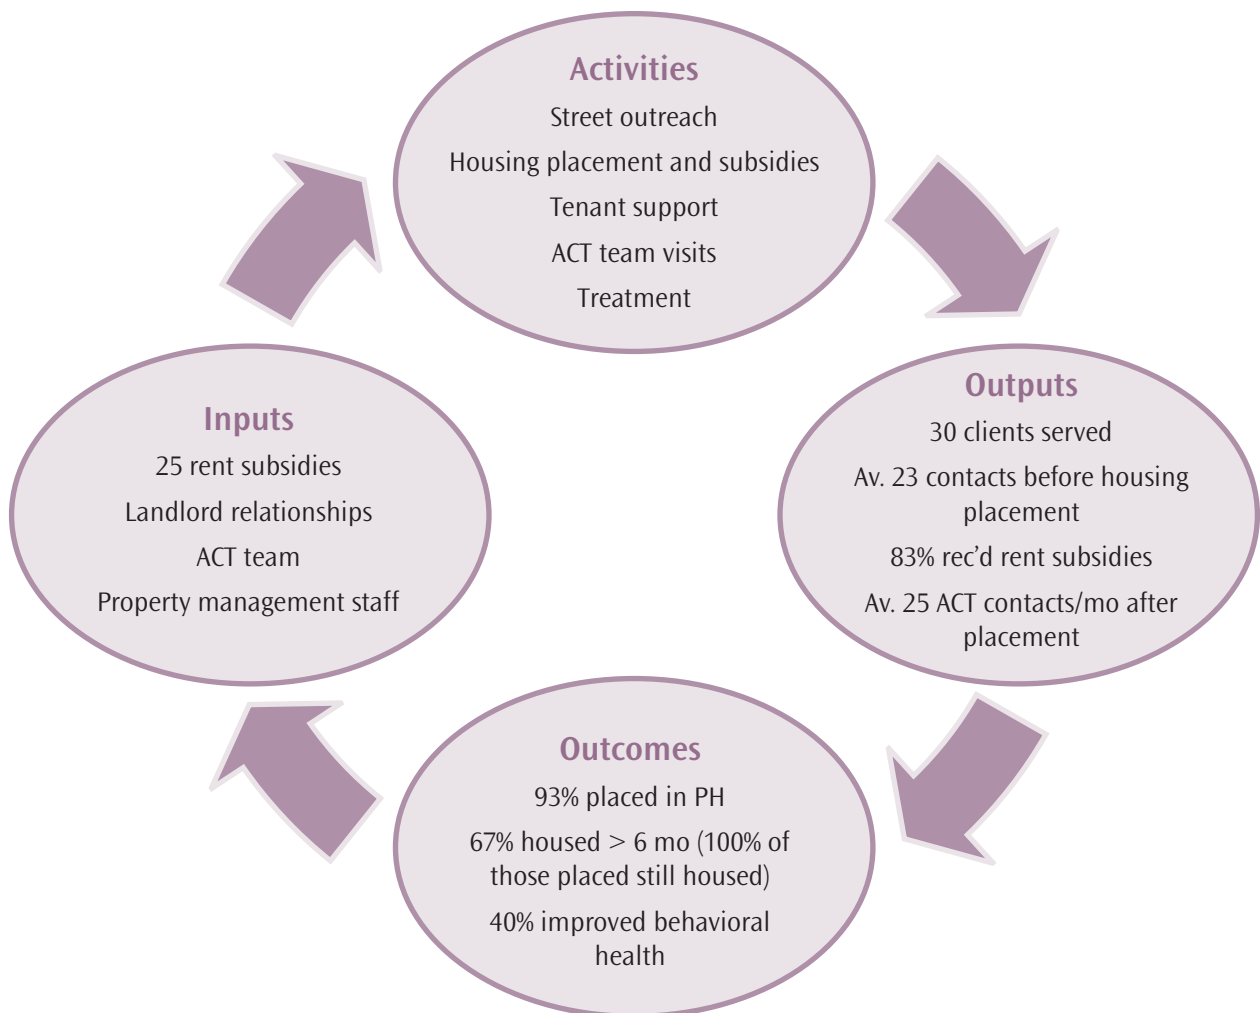 Activities
Street outreach
Housing placement and subsidies
Tenant support
ACT team visits
Treatment
Outputs
30 clients served
Av. 23 contacts before housing
placement
83% rec’d rent subsidies
Av. 25 ACT contacts/mo after
placement
Outcomes
93% placed in PH
67% housed > 6 mo (100% of
those placed still housed)
40% improved behavioral
health
Inputs
25 rent subsidies
Landlord relationships
ACT team
Property management staff